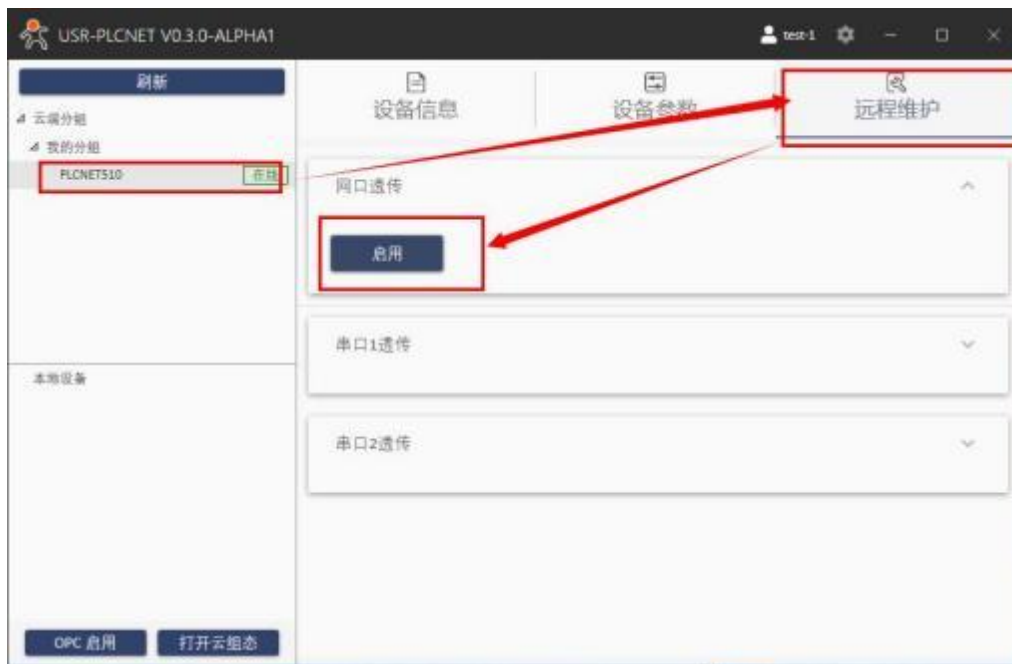 USR-PLCNET V0.3.0-ALPHA1
test-1
刷新
设备信息
设备参数
远程维护
云端分组
我的分组
PLCNET510
在线
网口透传
启用
串口1透传
本地设备
串口2透传
OPC 启用
打开云组态